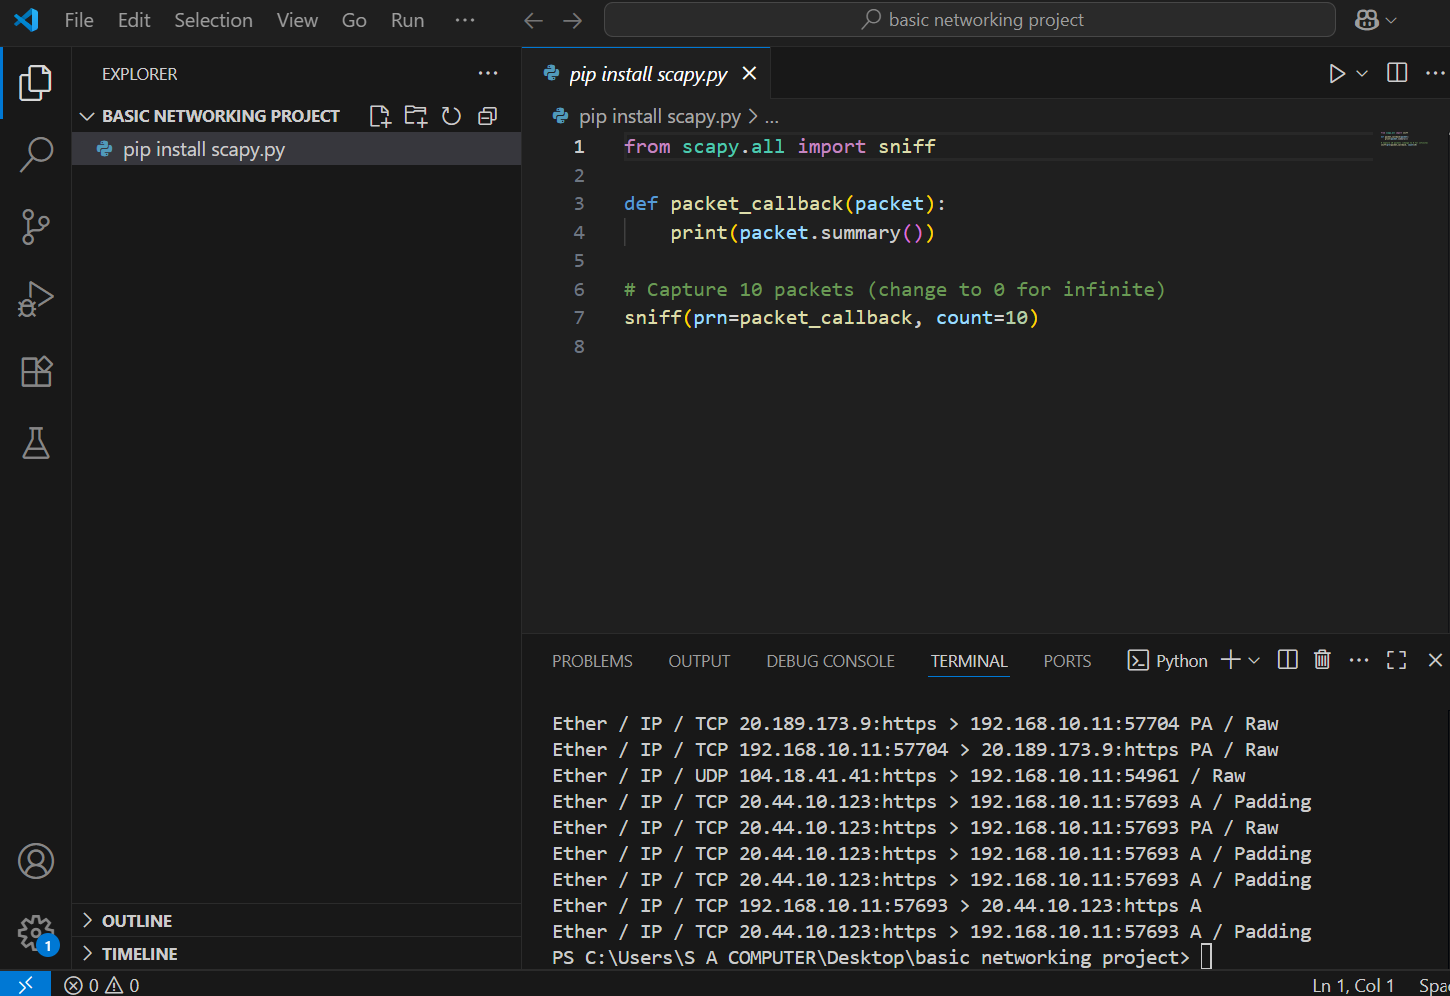 File Edit Selection View Go Run ···
basic networking project
EXPLORER
BASIC NETWORKING PROJECT
pip install scapy.py
pip install scapy.py
pip install scapy.py > ...
1 from scapy.all import sniff
2
3 def packet_callback(packet):
4 print(packet.summary())
5
6 # Capture 10 packets (change to 0 for infinite)
7 sniff(prn=packet_callback, count=10)
8
PROBLEMS OUTPUT DEBUG CONSOLE TERMINAL PORTS Python
Ether / IP / TCP 20.189.173.9:https > 192.168.10.11:57704 PA / Raw
Ether / IP / TCP 192.168.10.11:57704 > 20.189.173.9:https PA / Raw
Ether / IP / UDP 104.18.41.41:https > 192.168.10.11:54961 / Raw
Ether / IP / TCP 20.44.10.123:https > 192.168.10.11:57693 A / Padding
Ether / IP / TCP 20.44.10.123:https > 192.168.10.11:57693 PA / Raw
Ether / IP / TCP 20.44.10.123:https > 192.168.10.11:57693 A / Padding
Ether / IP / TCP 20.44.10.123:https > 192.168.10.11:57693 A / Padding
Ether / IP / TCP 192.168.10.11:57693 > 20.44.10.123:https A
Ether / IP / TCP 20.44.10.123:https > 192.168.10.11:57693 A / Padding
PS C:\Users\S A COMPUTER\Desktop\basic networking project>
OUTLINE
TIMELINE
1
0 0
Ln 1, Col 1 Spa